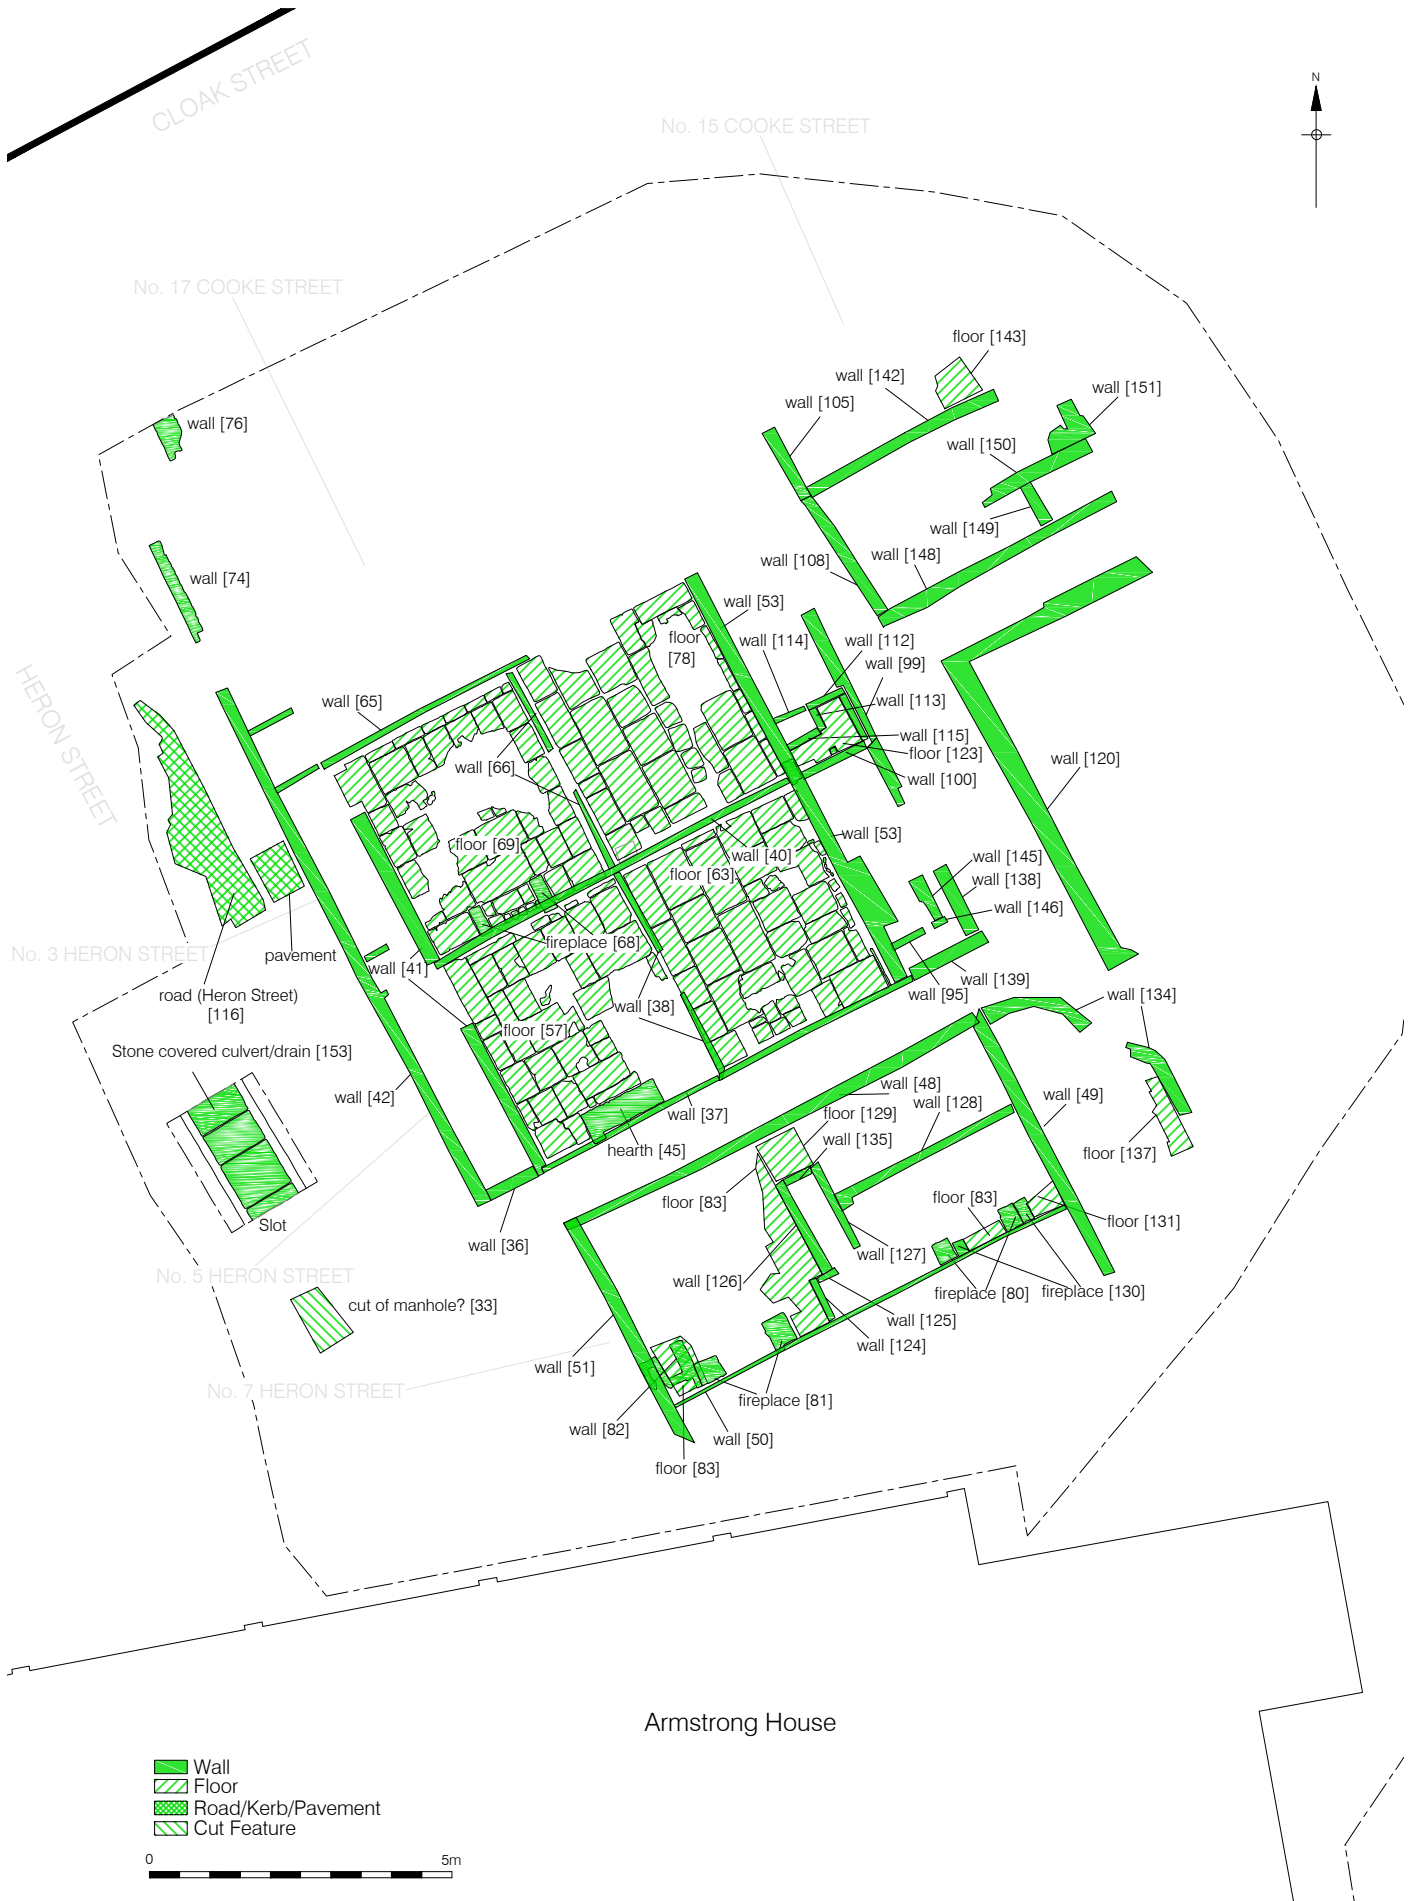 CLOAK STREET
N
No. 15 COOKE STREET
No. 17 COOKE STREET
floor [143]
wall [142]
wall [151]
wall [105]
wall [76]
wall [150]
wall [149]
wall [148]
wall [108]
wall [74]
wall [53]
floor
[78]
wall [114]
wall [112]
wall [99]
HERON STREET
wall [65]
wall [113]
wall [115]
floor [123]
wall [120]
wall [66]
wall [100]
wall [53]
floor [69]
wall [40]
wall [145]
floor [63]
wall [138]
wall [146]
fireplace [68]
No. 3 HERON STREET
pavement
wall [41]
wall [139]
wall [95]
road (Heron Street)
[116]
wall [134]
wall [38]
floor [57]
Stone covered culvert/drain [153]
wall [48]
wall [42]
wall [128]
wall [49]
wall [37]
floor [129]
wall [135]
hearth [45]
floor [137]
floor [83]
floor [83]
Slot
floor [131]
wall [36]
wall [127]
No. 5 HERON STREET
wall [126]
fireplace [80]
fireplace [130]
cut of manhole? [33]
wall [125]
wall [124]
wall [51]
No. 7 HERON STREET
fireplace [81]
wall [82]
wall [50]
floor [83]
Armstrong House
Wall
Floor
Road/Kerb/Pavement
Cut Feature
0 5m